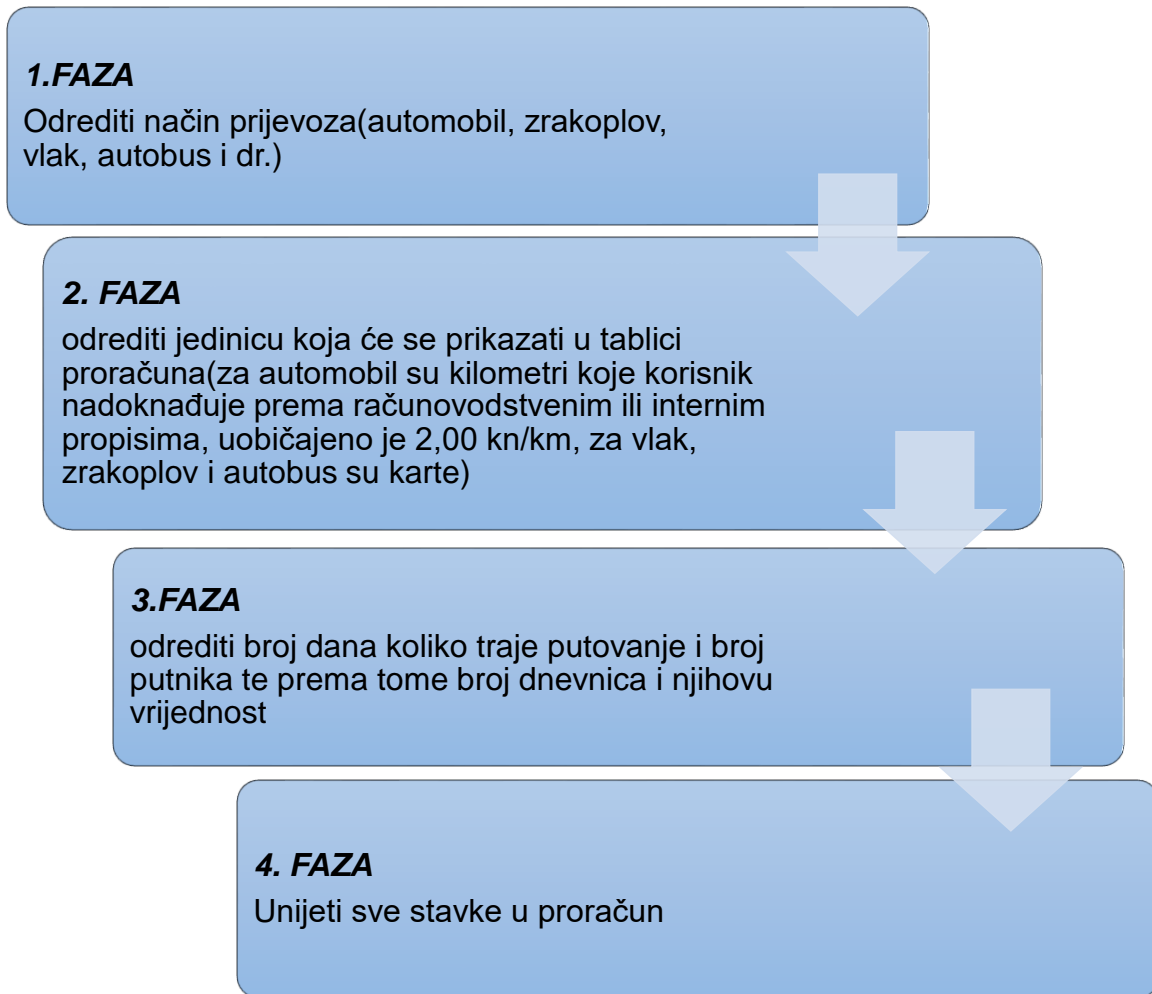 1.FAZA
Odrediti način prijevoza(automobil, zrakoplov,
vlak, autobus i dr.)
2. FAZA
odrediti jedinicu koja će se prikazati u tablici
proračuna(za automobil su kilometri koje korisnik
nadoknađuje prema računovodstvenim ili internim
propisima, uobičajeno je 2,00 kn/km, za vlak,
zrakoplov i autobus su karte)
3.FAZA
odrediti broj dana koliko traje putovanje i broj
putnika te prema tome broj dnevnica i njihovu
vrijednost
4. FAZA
Unijeti sve stavke u proračun